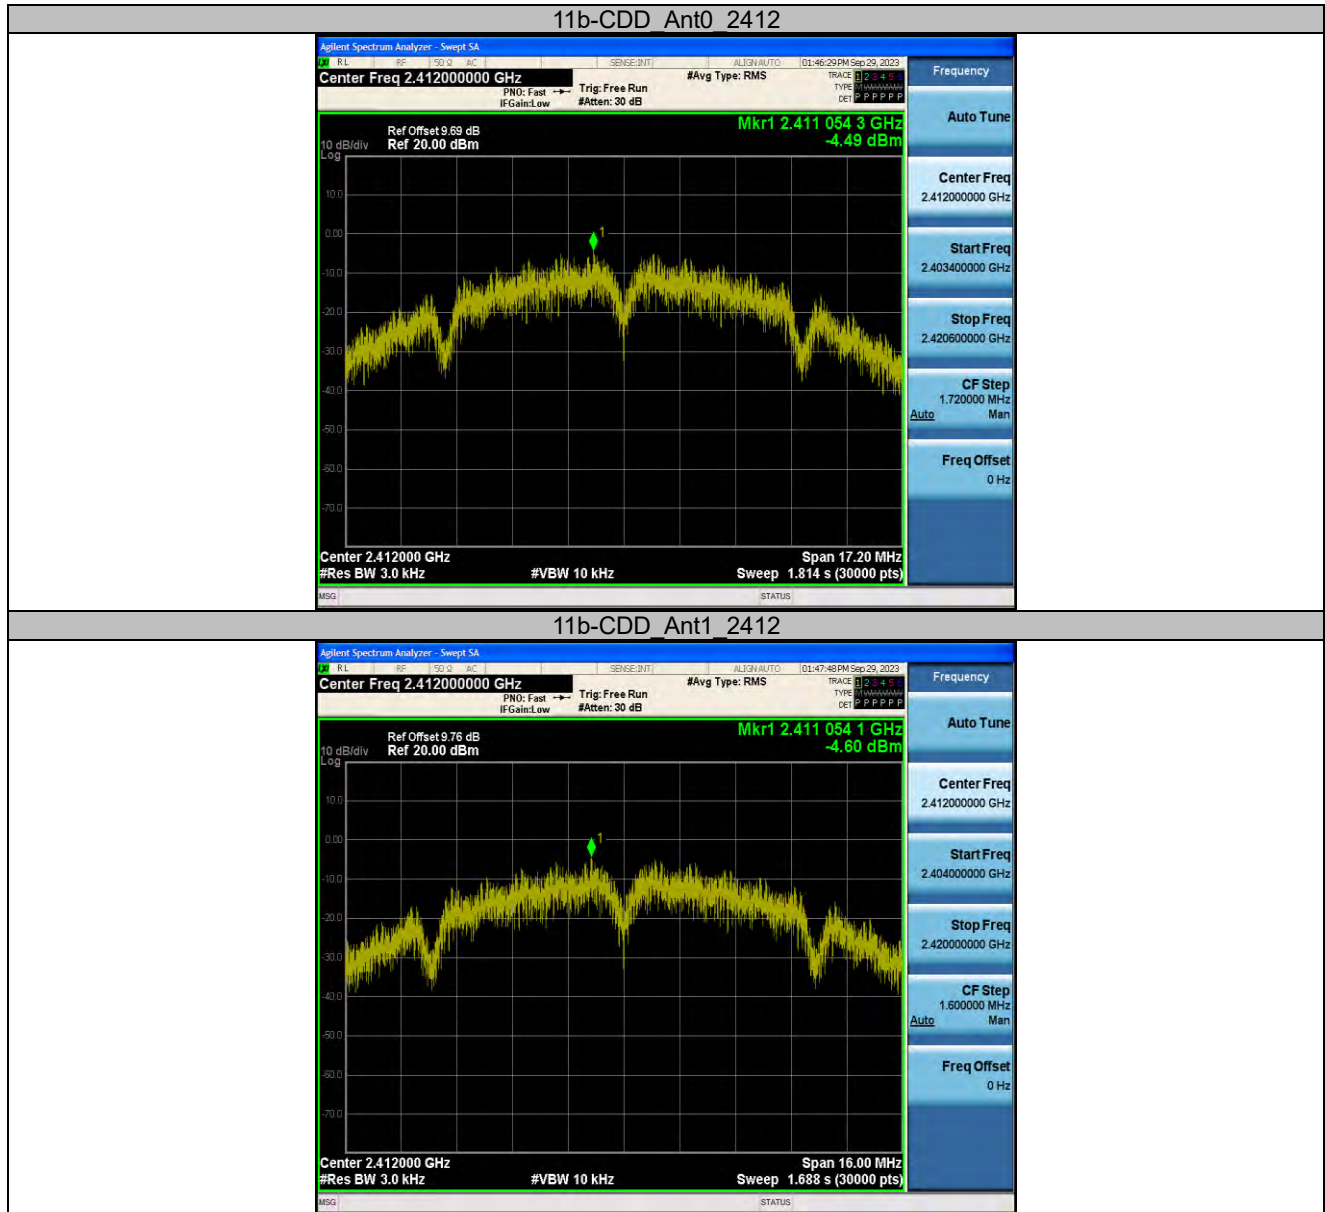 11b-CDD_Ant0_2412
Agilent Spectrum Analyzer - Swept SA
RL RF 50 Ω AC SENSE:INT ALIGN AUTO 01:46:29 PM Sep 29, 2023
Center Freq 2.412000000 GHz #Avg Type: RMS TRACE 1 2 3 4 5 6
PNO: Fast Trig: Free Run TYPE
IFGain:Low #Atten: 30 dB DET P P P P P P
Frequency
Mkr1 2.411 054 3 GHz
-4.49 dBm
Ref Offset 9.69 dB
10 dB/div Ref 20.00 dBm
Log
10.0
0.00
-10.0
-20.0
-30.0
-40.0
-50.0
-60.0
-70.0
1
Center 2.412000 GHz Span 17.20 MHz
#Res BW 3.0 kHz #VBW 10 kHz Sweep 1.814 s (30000 pts)
MSG STATUS
Auto Tune
Center Freq
2.412000000 GHz
Start Freq
2.403400000 GHz
Stop Freq
2.420600000 GHz
CF Step
1.720000 MHz
Auto Man
Freq Offset
0 Hz
11b-CDD_Ant1_2412
Agilent Spectrum Analyzer - Swept SA
RL RF 50 Ω AC SENSE:INT ALIGN AUTO 01:47:48 PM Sep 29, 2023
Center Freq 2.412000000 GHz #Avg Type: RMS TRACE 1 2 3 4 5 6
PNO: Fast Trig: Free Run TYPE
IFGain:Low #Atten: 30 dB DET P P P P P P
Frequency
Mkr1 2.411 054 1 GHz
-4.60 dBm
Ref Offset 9.76 dB
10 dB/div Ref 20.00 dBm
Log
10.0
0.00
-10.0
-20.0
-30.0
-40.0
-50.0
-60.0
-70.0
1
Center 2.412000 GHz Span 16.00 MHz
#Res BW 3.0 kHz #VBW 10 kHz Sweep 1.688 s (30000 pts)
MSG STATUS
Auto Tune
Center Freq
2.412000000 GHz
Start Freq
2.404000000 GHz
Stop Freq
2.420000000 GHz
CF Step
1.600000 MHz
Auto Man
Freq Offset
0 Hz